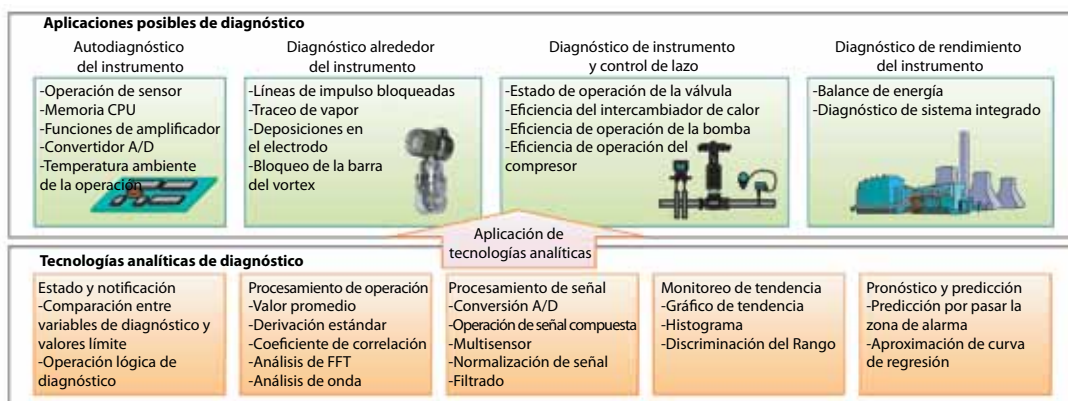 Aplicaciones posibles de diagnóstico
Autodiagnóstico
del instrumento
-Operación de sensor
-Memoria CPU
-Funciones de amplificador
-Convertidor A/D
-Temperatura ambiente
de la operación
Diagnóstico alrededor
del instrumento
-Líneas de impulso bloqueadas
-Traceo de vapor
-Deposiciones en
el electrodo
-Bloqueo de la barra
del vortex
Diagnóstico de instrumento
y control de lazo
-Estado de operación de la válvula
-Eficiencia del intercambiador de calor
-Eficiencia de operación de la bomba
-Eficiencia de operación del
compresor
Diagnóstico de rendimiento
del instrumento
-Balance de energía
-Diagnóstico de sistema integrado
Aplicación de
tecnologías analíticas
Tecnologías analíticas de diagnóstico
Estado y notificación
-Comparación entre
variables de diagnóstico y
valores límite
-Operación lógica de
diagnóstico
Procesamiento de operación
-Valor promedio
-Derivación estándar
-Coeficiente de correlación
-Análisis de FFT
-Análisis de onda
Procesamiento de señal
-Conversión A/D
-Operación de señal compuesta
-Multisensor
-Normalización de señal
-Filtrado
Monitoreo de tendencia
-Gráfico de tendencia
-Histograma
-Discriminación del Rango
Pronóstico y predicción
-Predicción por pasar la
zona de alarma
-Aproximación de curva
de regresión